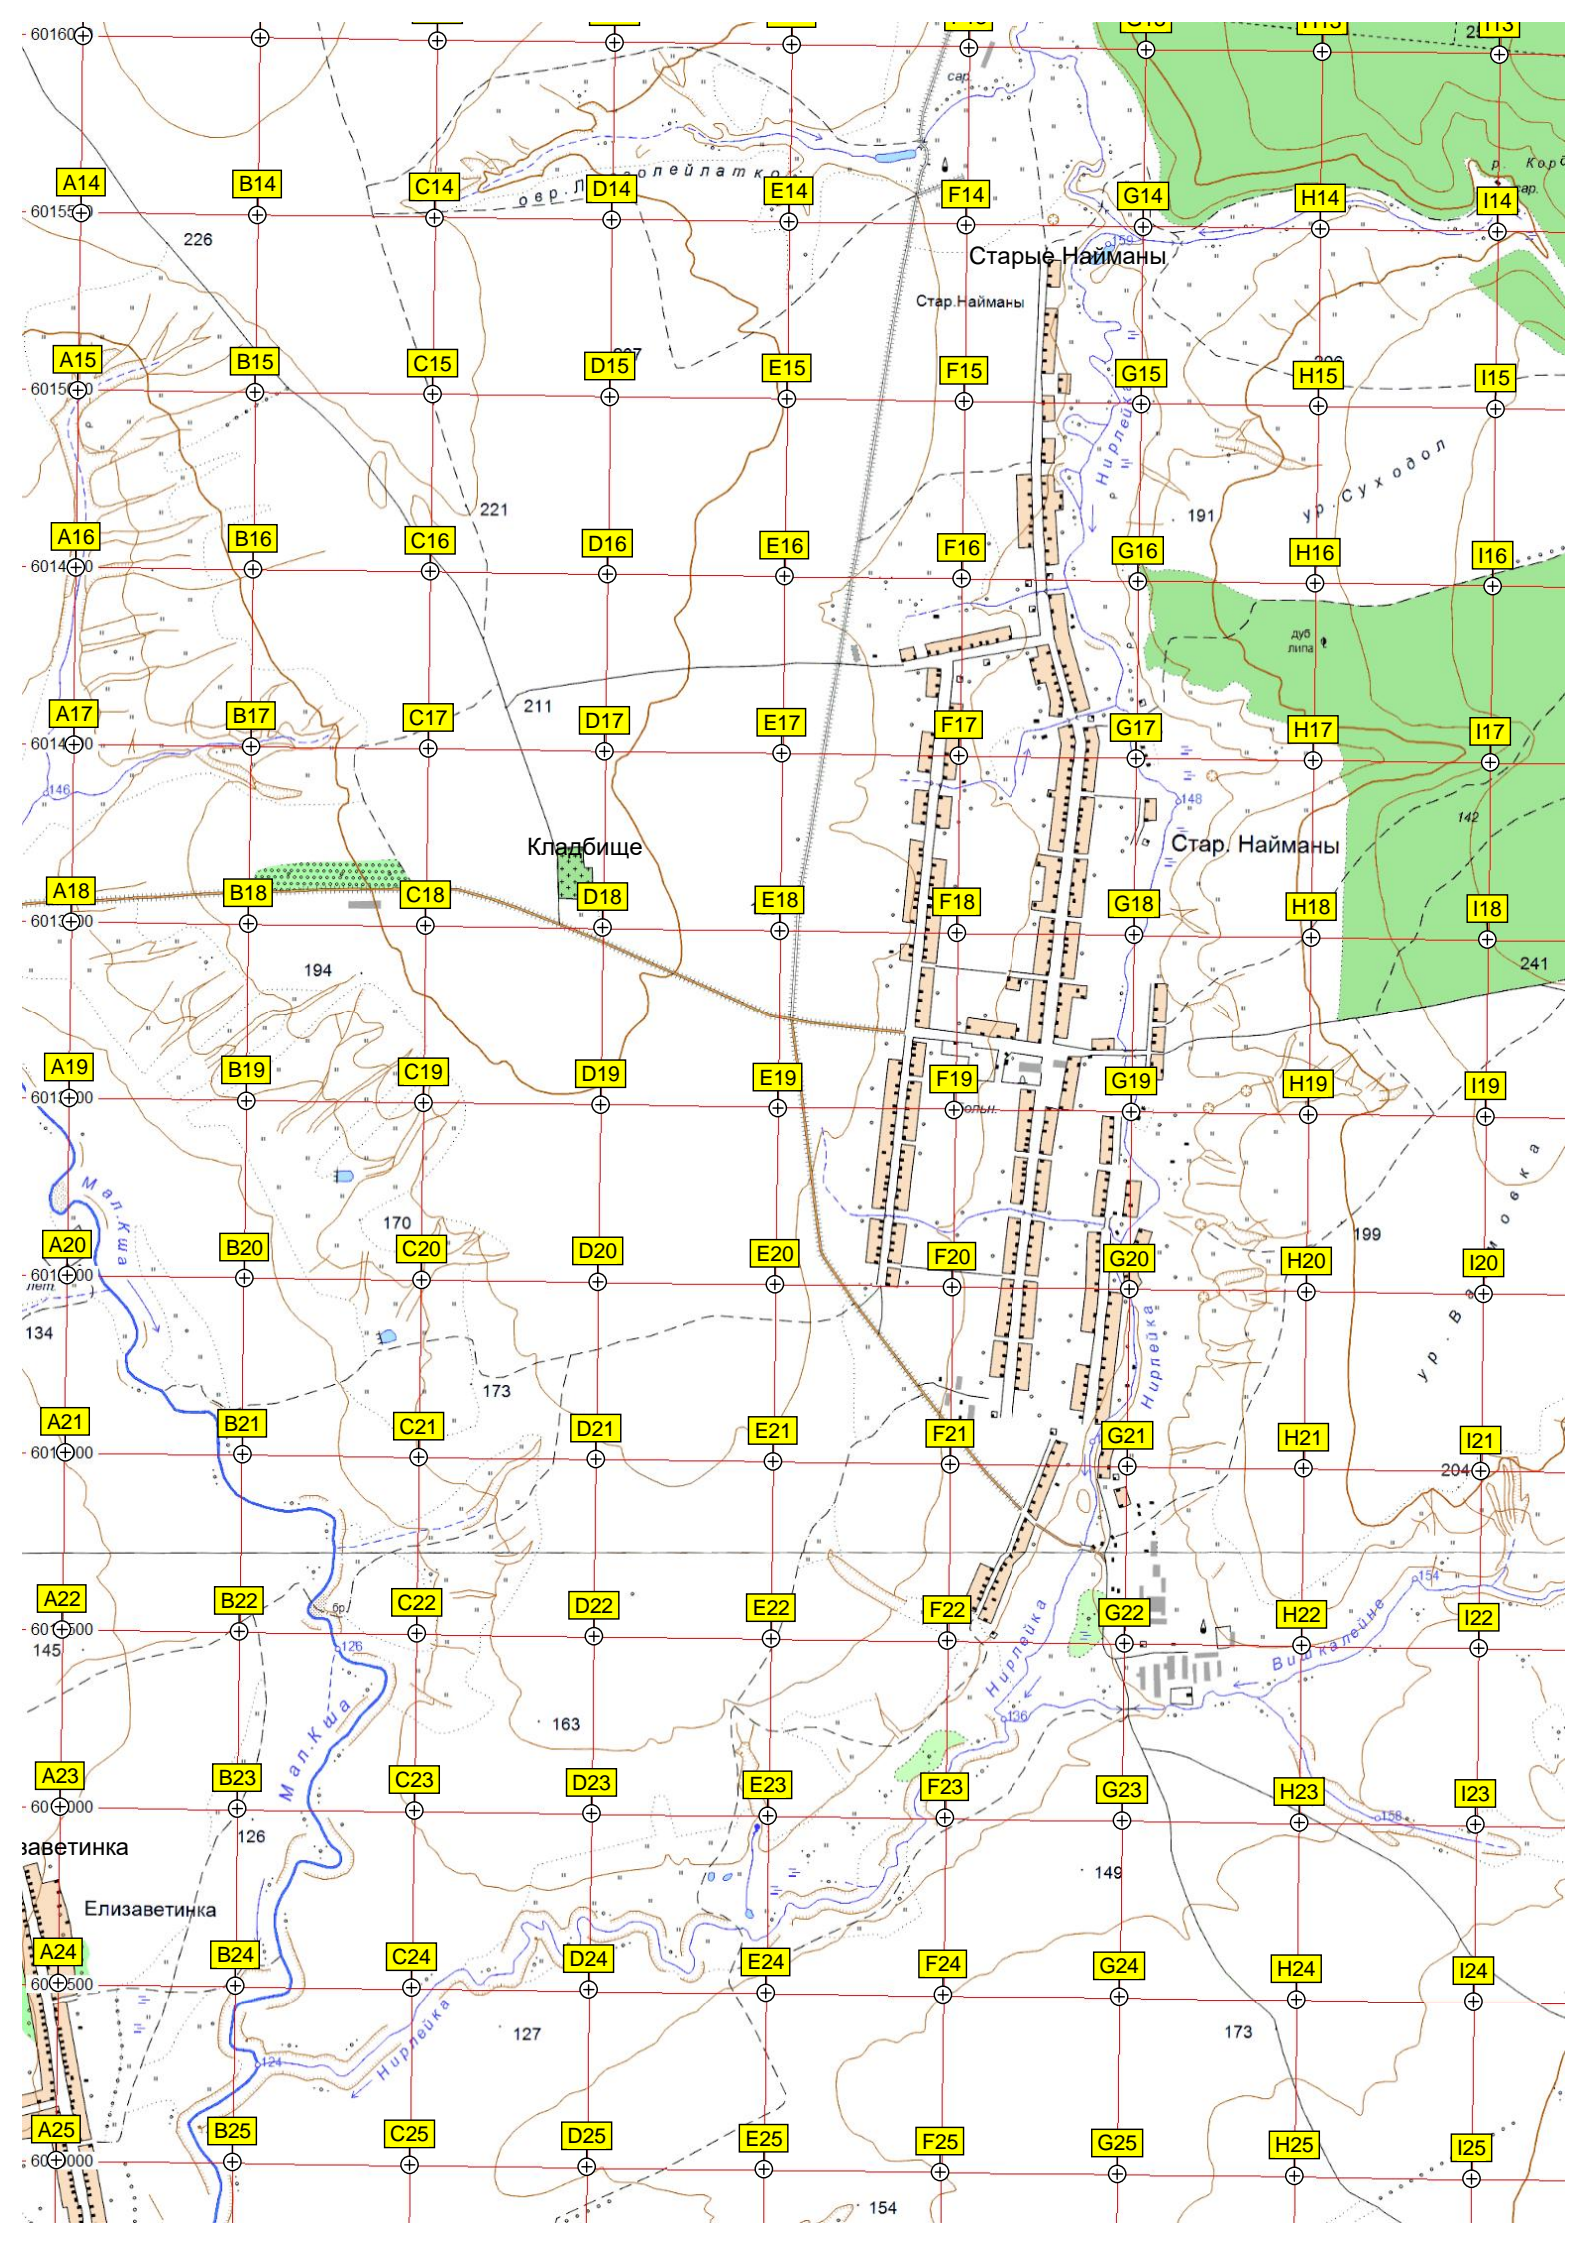 сар.
р. Корд
сар.
A14
B14
C14
D14
E14
F14
G14
H14
I14
226
159
Старые Найманы
Стар.Найманы
A15
B15
C15
D15
E15
F15
G15
H15
I15
Нирлейка
ур. Суходол
221
191
A16
B16
C16
D16
E16
F16
G16
H16
I16
дуб
липа
A17
B17
C17
D17
E17
F17
G17
H17
I17
211
146
148
142
Кладбище
Стар. Найманы
A18
B18
C18
D18
E18
F18
G18
H18
I18
194
241
A19
B19
C19
D19
E19
F19
G19
H19
I19
Мал.Кша
170
199
A20
B20
C20
D20
E20
F20
G20
H20
I20
лет.
134
Нирлейка
173
A21
B21
C21
D21
E21
F21
G21
H21
I21
204
154
A22
B22
C22
D22
E22
F22
G22
H22
I22
бр.
145
126
Нирлейка
Вишкалейне
Мал.Кша
163
136
A23
B23
C23
D23
E23
F23
G23
H23
I23
158
126
заветинка
149
Елизаветинка
A24
B24
C24
D24
E24
F24
G24
H24
I24
Нирлейка
127
173
124
A25
B25
C25
D25
E25
F25
G25
H25
I25
154